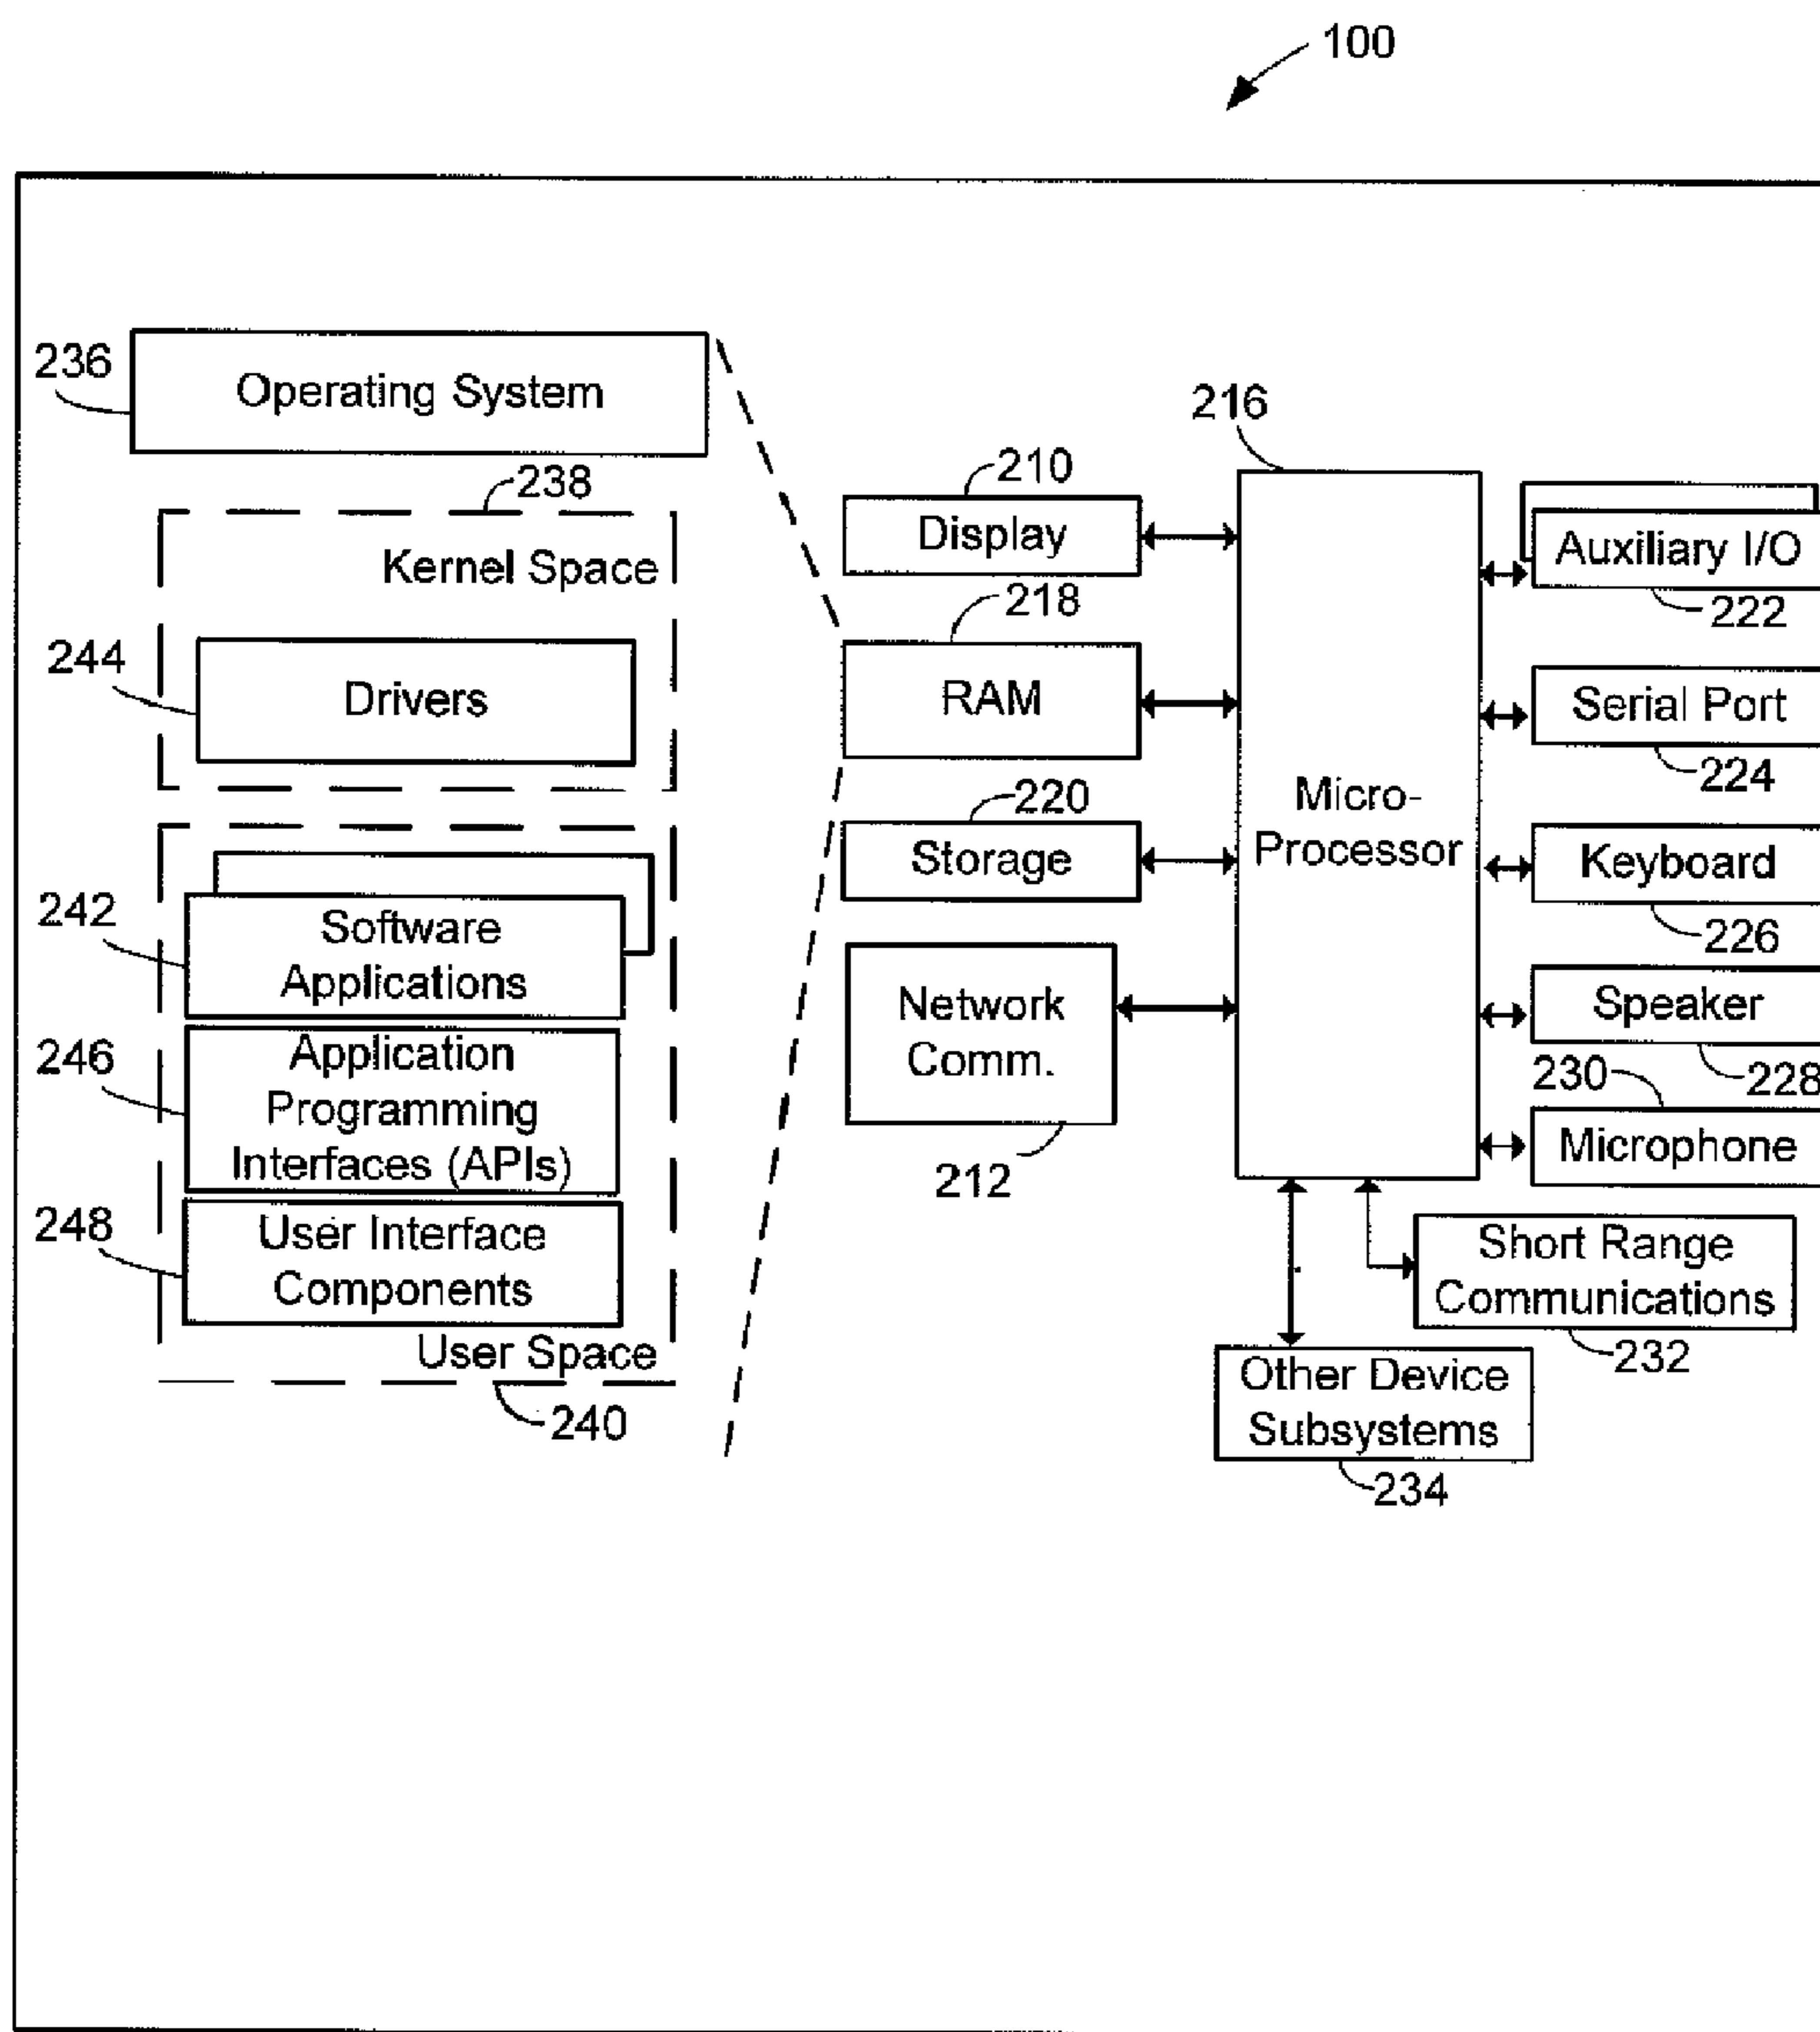 100
236
Operating System
238
Kernel Space
244
Drivers
242
Software
Applications
246
Application
Programming
Interfaces (APIs)
248
User Interface
Components
User Space
240
210
Display
218
RAM
220
Storage
Network
Comm.
212
216
Micro-
Processor
Auxiliary I/O
222
Serial Port
224
Keyboard
226
Speaker
228
230
Microphone
Short Range
Communications
232
Other Device
Subsystems
234